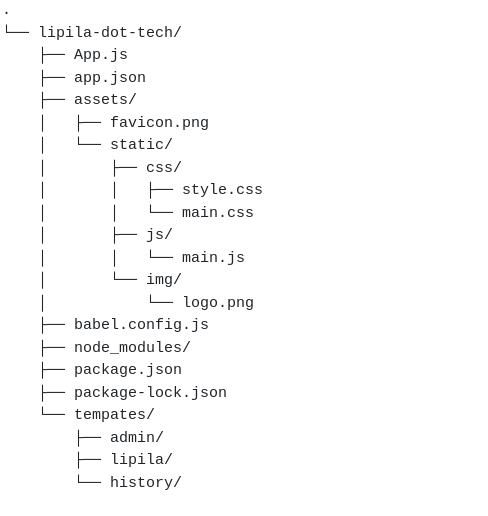 .
└── lipila-dot-tech/
    ├── App.js
    ├── app.json
    ├── assets/
    │   ├── favicon.png
    │   └── static/
    │       ├── css/
    │       │   ├── style.css
    │       │   └── main.css
    │       ├── js/
    │       │   └── main.js
    │       └── img/
    │           └── logo.png
    ├── babel.config.js
    ├── node_modules/
    ├── package.json
    ├── package-lock.json
    └── tempates/
        ├── admin/
        ├── lipila/
        └── history/